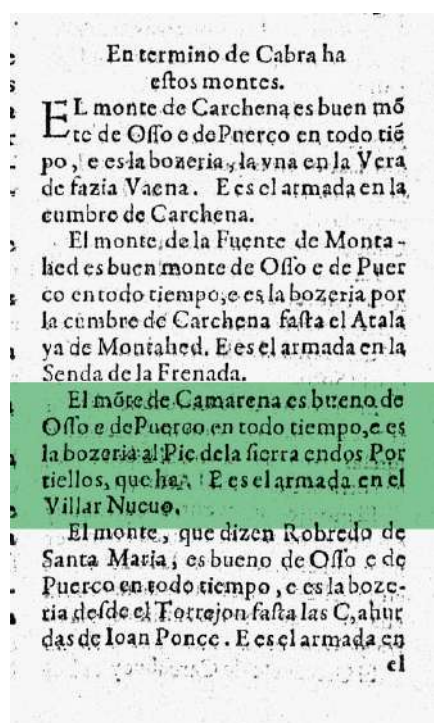 En termino de Cabra ha
eſtos montes.
EL monte de Carchena es buen mõ
te de Oſſo e de Puerco en todo tiẽ
po, e es la bozeria, la vna en la Vera
de fazia Vaena. E es el armada en la
cumbre de Carchena.
El monte de la Fuente de Monta-
hed es buen monte de Oſſo e de Puer
co en todo tiempo, e es la bozeria por
la cumbre de Carchena faſta el Atala
ya de Montahed. E es el armada en la
Senda de la Frenada.
El mõte de Camarena es bueno de
Oſſo e de Puerco en todo tiempo, e es
la bozeria al Pie dela ſierra en dos Por
tiellos, que ha. E es el armada en el
Villar Nueuo.
El monte, que dizen Robredo de
Santa Maria, es bueno de Oſſo e de
Puerco en todo tiempo, e es la boze-
ria deſde el Torrejon faſta las C,ahur
das de Ioan Ponce. E es el armada en
el